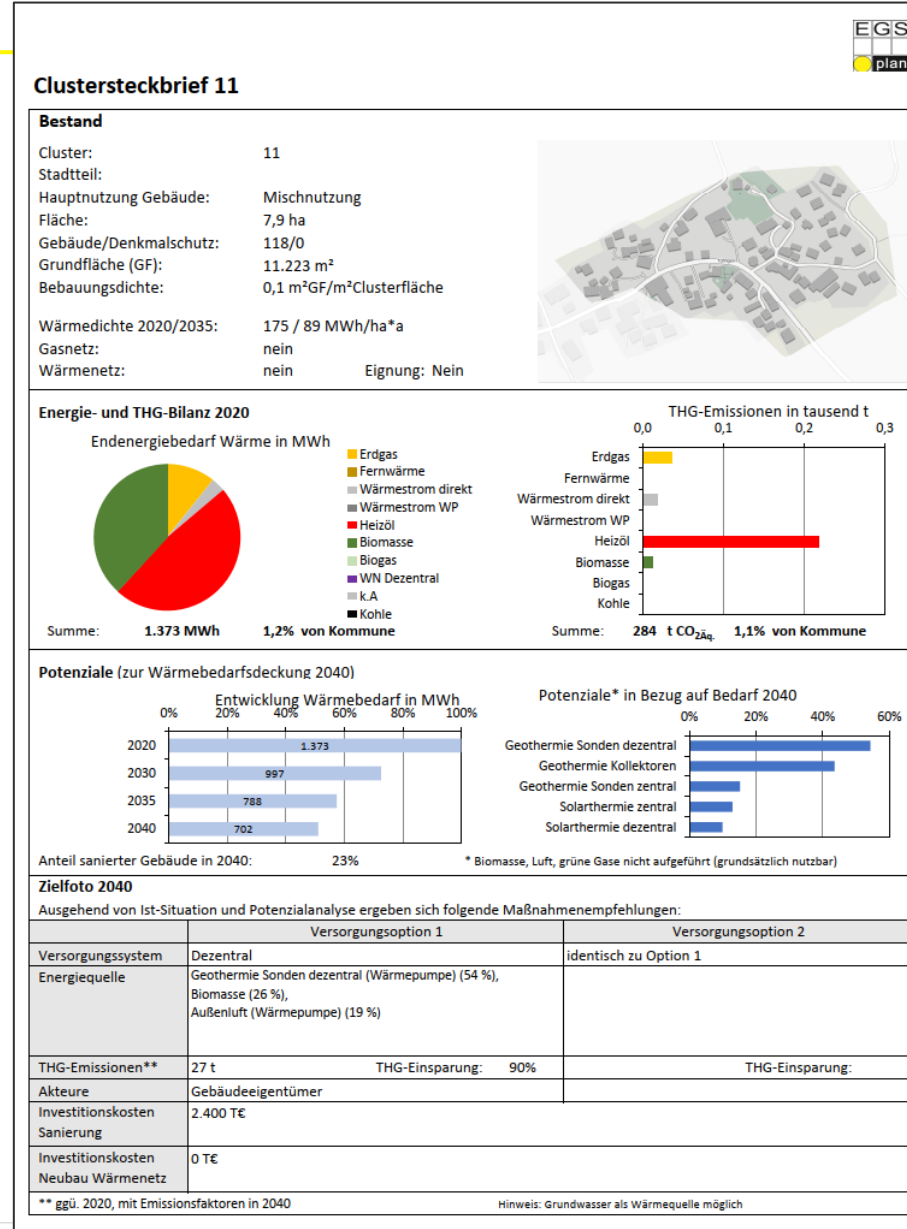 EGS
plan
Clustersteckbrief 11
Bestand
Cluster: 11
Stadtteil:
Hauptnutzung Gebäude: Mischnutzung
Fläche: 7,9 ha
Gebäude/Denkmalschutz: 118/0
Grundfläche (GF): 11.223 m²
Bebauungsdichte: 0,1 m²GF/m²Clusterfläche
Wärmedichte 2020/2035: 175 / 89 MWh/ha*a
Gasnetz: nein
Wärmenetz: nein Eignung: Nein
Energie- und THG-Bilanz 2020
Endenergiebedarf Wärme in MWh
Erdgas
Fernwärme
Wärmestrom direkt
Wärmestrom WP
Heizöl
Biomasse
Biogas
WN Dezentral
k.A
Kohle
Summe: 1.373 MWh 1,2% von Kommune
THG-Emissionen in tausend t
0,0 0,1 0,2 0,3
Erdgas
Fernwärme
Wärmestrom direkt
Wärmestrom WP
Heizöl
Biomasse
Biogas
Kohle
Summe: 284 t CO2Äq. 1,1% von Kommune
Potenziale (zur Wärmebedarfsdeckung 2040)
Entwicklung Wärmebedarf in MWh
0% 20% 40% 60% 80% 100%
2020 1.373
2030 997
2035 788
2040 702
Potenziale* in Bezug auf Bedarf 2040
0% 20% 40% 60%
Geothermie Sonden dezentral
Geothermie Kollektoren
Geothermie Sonden zentral
Solarthermie zentral
Solarthermie dezentral
Anteil sanierter Gebäude in 2040: 23% * Biomasse, Luft, grüne Gase nicht aufgeführt (grundsätzlich nutzbar)
Zielfoto 2040
Ausgehend von Ist-Situation und Potenzialanalyse ergeben sich folgende Maßnahmenempfehlungen:
Versorgungsoption 1 Versorgungsoption 2
Versorgungssystem Dezentral identisch zu Option 1
Energiequelle Geothermie Sonden dezentral (Wärmepumpe) (54 %),
Biomasse (26 %),
Außenluft (Wärmepumpe) (19 %)
THG-Emissionen** 27 t THG-Einsparung: 90% THG-Einsparung:
Akteure Gebäudeeigentümer
Investitionskosten Sanierung 2.400 T€
Investitionskosten Neubau Wärmenetz 0 T€
** ggü. 2020, mit Emissionsfaktoren in 2040 Hinweis: Grundwasser als Wärmequelle möglich